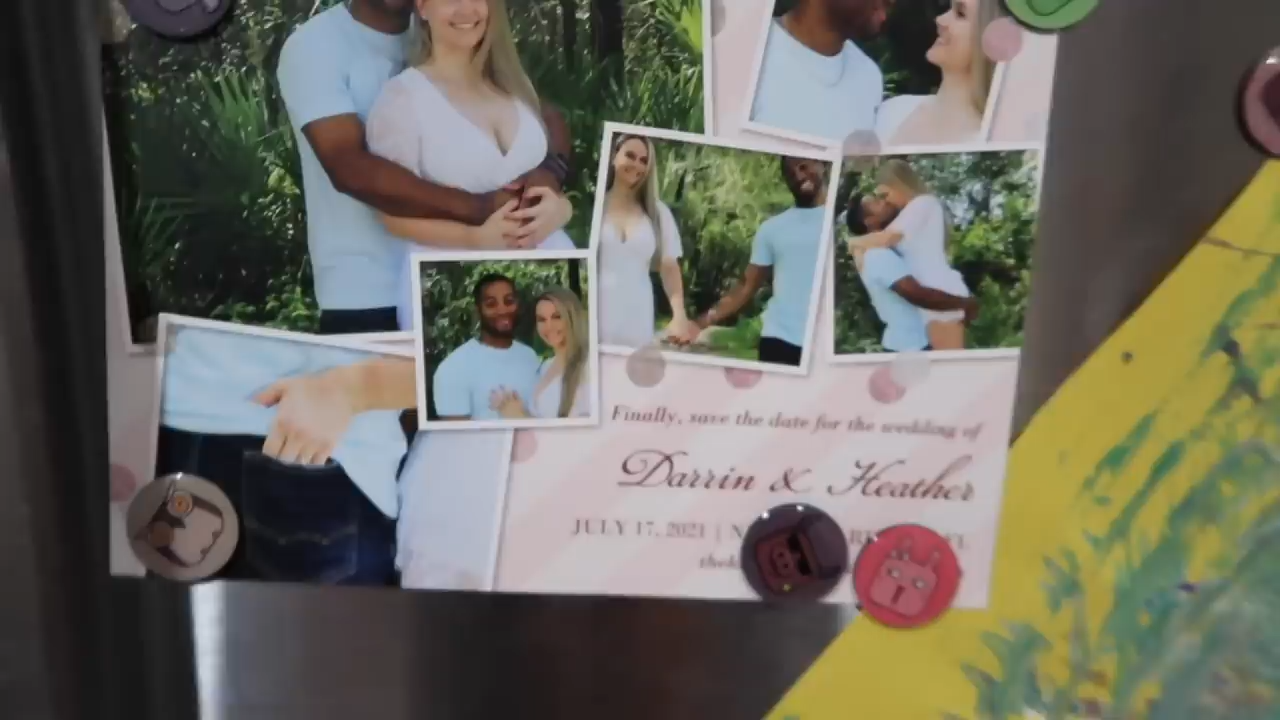 Finally, save the date for the wedding of
Darrin & Heather
JULY 17, 2021 |